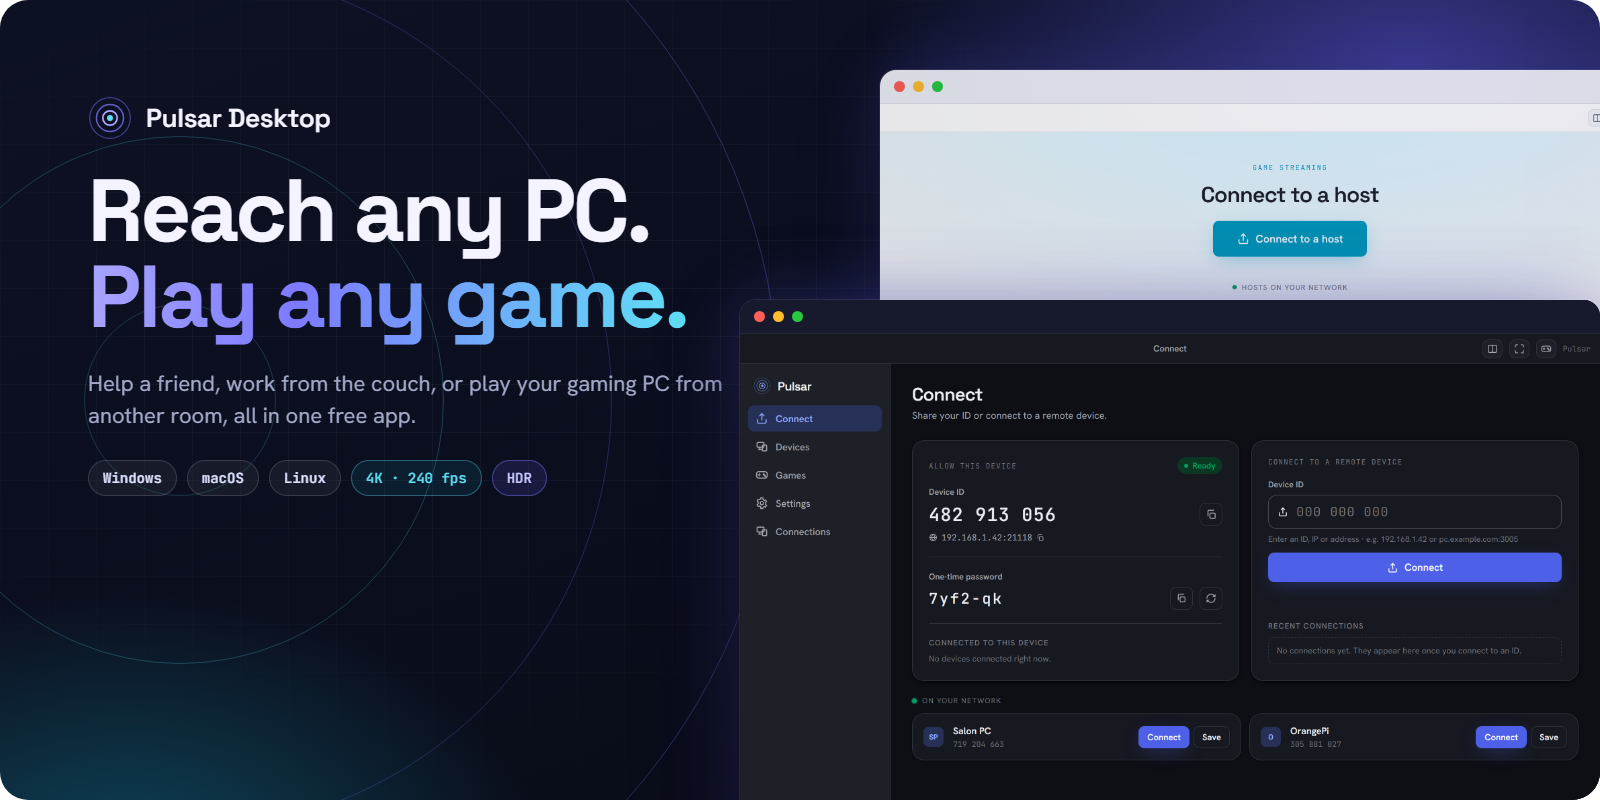 Pulsar Desktop
Reach any PC.
Play any game.
Help a friend, work from the couch, or play your gaming PC from
another room, all in one free app.
Windows
macOS
Linux
4K · 240 fps
HDR
GAME STREAMING
Connect to a host
Connect to a host
HOSTS ON YOUR NETWORK
Connect
Pulsar
Pulsar
Connect
Devices
Games
Settings
Connections
Connect
Share your ID or connect to a remote device.
ALLOW THIS DEVICE
Ready
Device ID
482 913 056
192.168.1.42:21118
One-time password
7yf2-qk
CONNECTED TO THIS DEVICE
No devices connected right now.
CONNECT TO A REMOTE DEVICE
Device ID
000 000 000
Enter an ID, IP or address - e.g. 192.168.1.42 or pc.example.com:3005
Connect
RECENT CONNECTIONS
No connections yet. They appear here once you connect to an ID.
ON YOUR NETWORK
SP
Salon PC
719 204 663
Connect
Save
O
OrangePi
305 881 027
Connect
Save